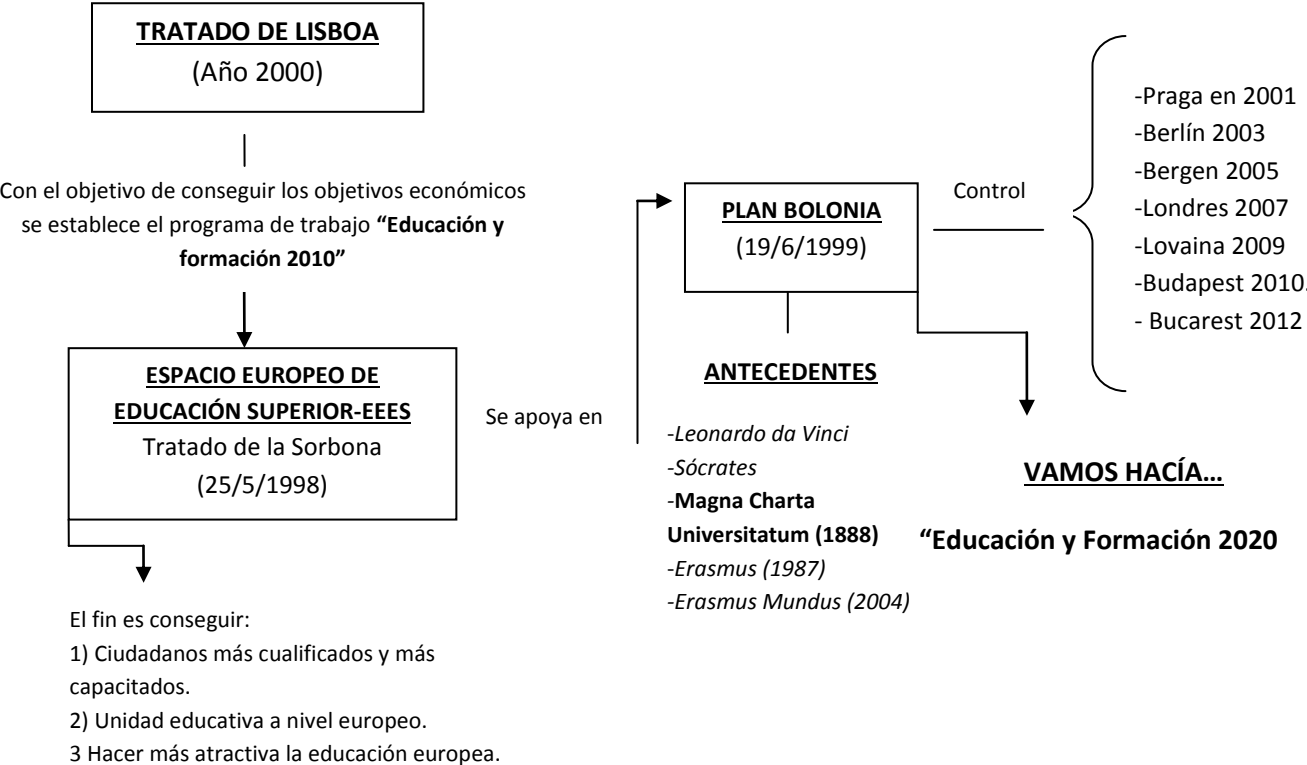 TRATADO DE LISBOA
(Año 2000)
Con el objetivo de conseguir los objetivos económicos
se establece el programa de trabajo “Educación y
formación 2010”
ESPACIO EUROPEO DE
EDUCACIÓN SUPERIOR-EEES
Tratado de la Sorbona
(25/5/1998)
El fin es conseguir:
1) Ciudadanos más cualificados y más
capacitados.
2) Unidad educativa a nivel europeo.
3 Hacer más atractiva la educación europea.
Se apoya en
PLAN BOLONIA
(19/6/1999)
ANTECEDENTES
-Leonardo da Vinci
-Sócrates
-Magna Charta
Universitatum (1888)
-Erasmus (1987)
-Erasmus Mundus (2004)
Control
-Praga en 2001
-Berlín 2003
-Bergen 2005
-Londres 2007
-Lovaina 2009
-Budapest 2010.
- Bucarest 2012
VAMOS HACÍA…
“Educación y Formación 2020